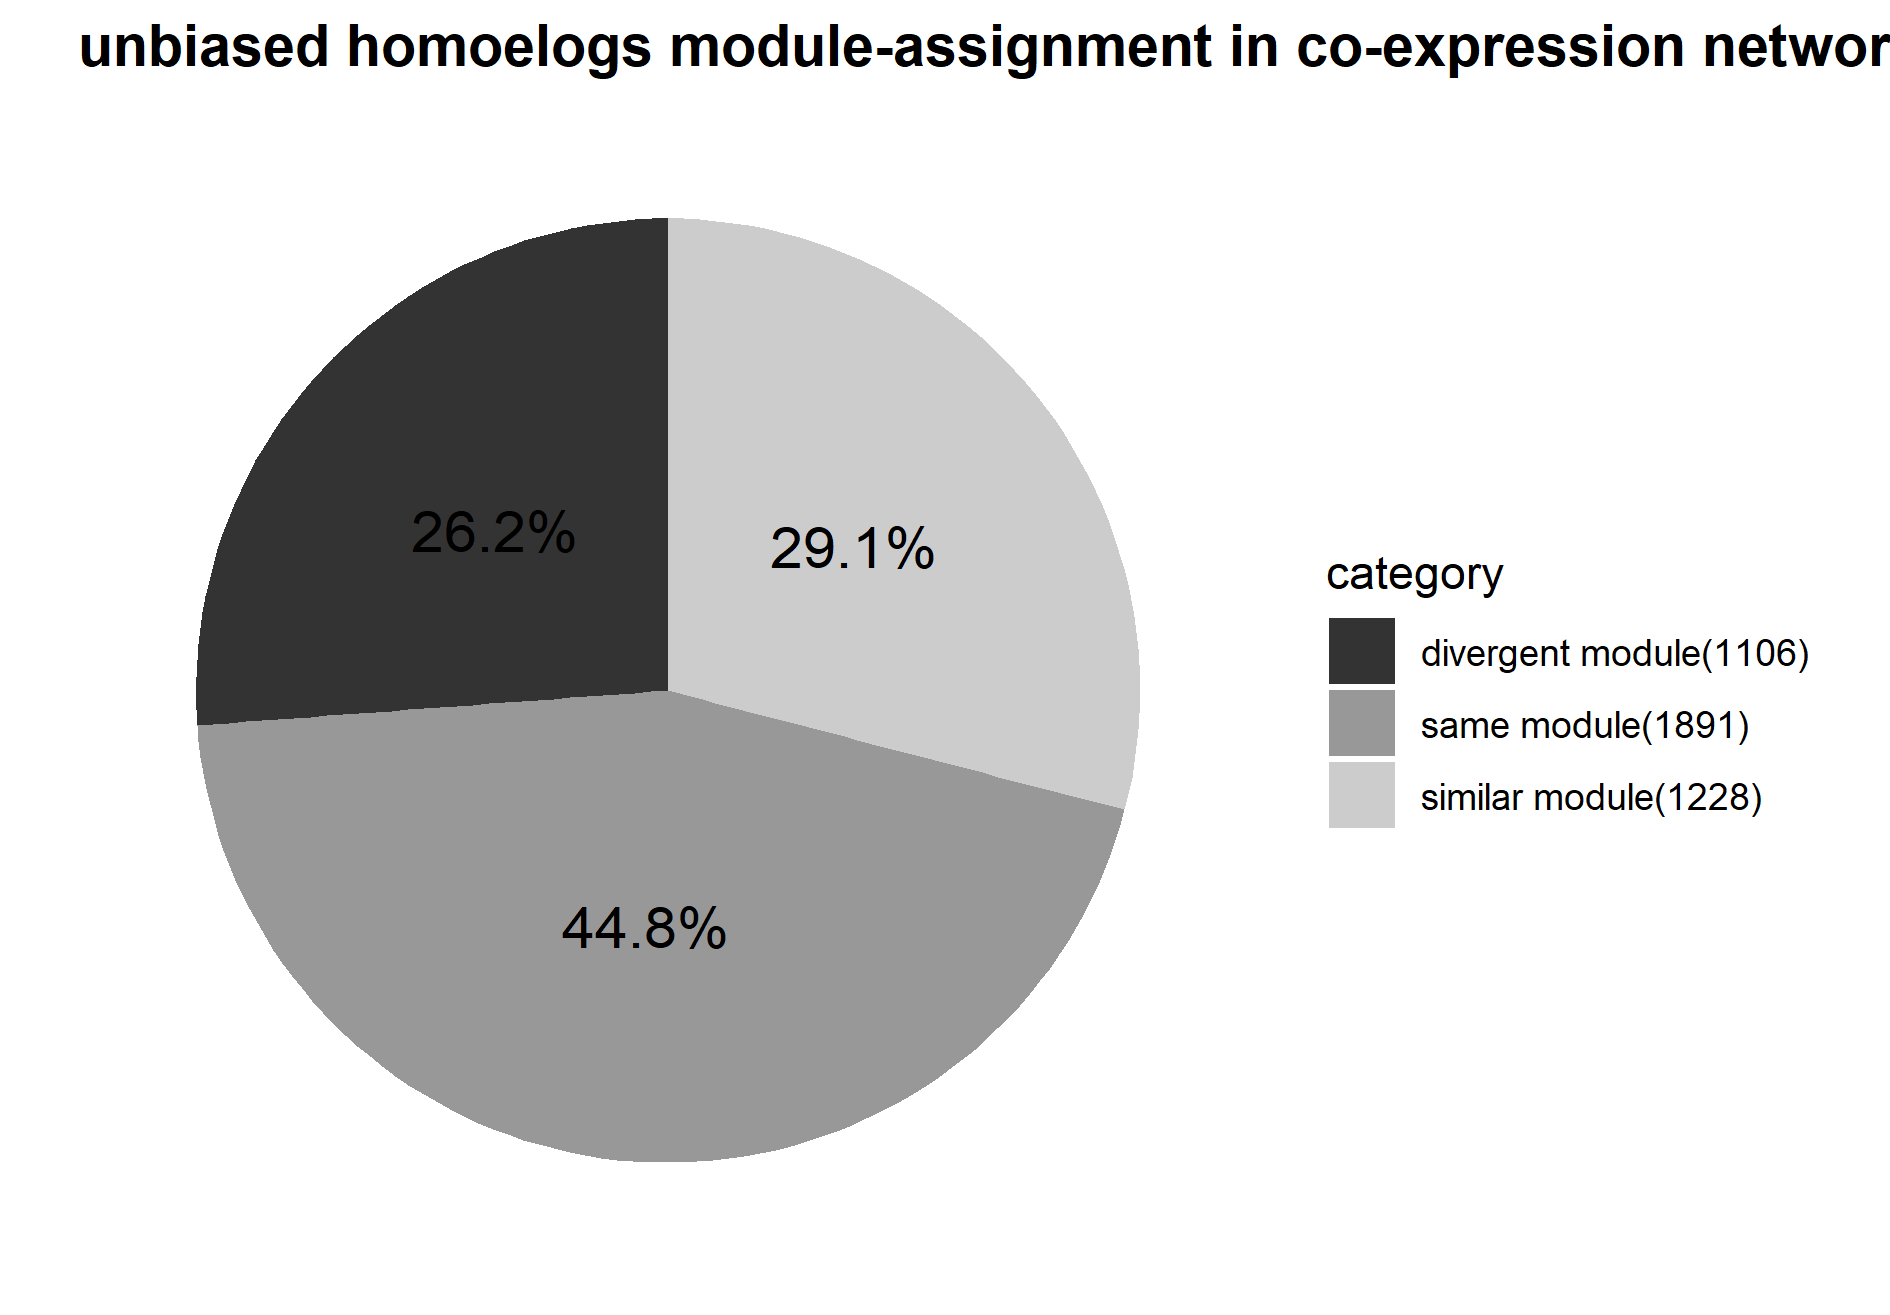 unbiased homoelogs module-assignment in co-expression networ
26.2%
29.1%
44.8%
category
divergent module(1106)
same module(1891)
similar module(1228)